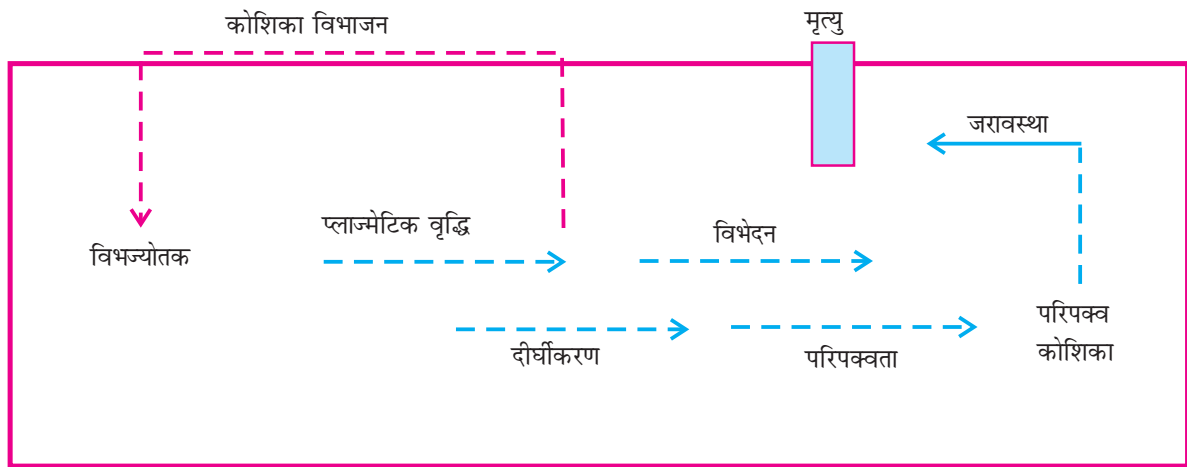 कोशिका विभाजन
मृत्यु
जरावस्था
प्लाज्मेटिक वृद्धि
विभेदन
विभज्योतक
दीर्घीकरण
परिपक्वता
परिपक्व
कोशिका